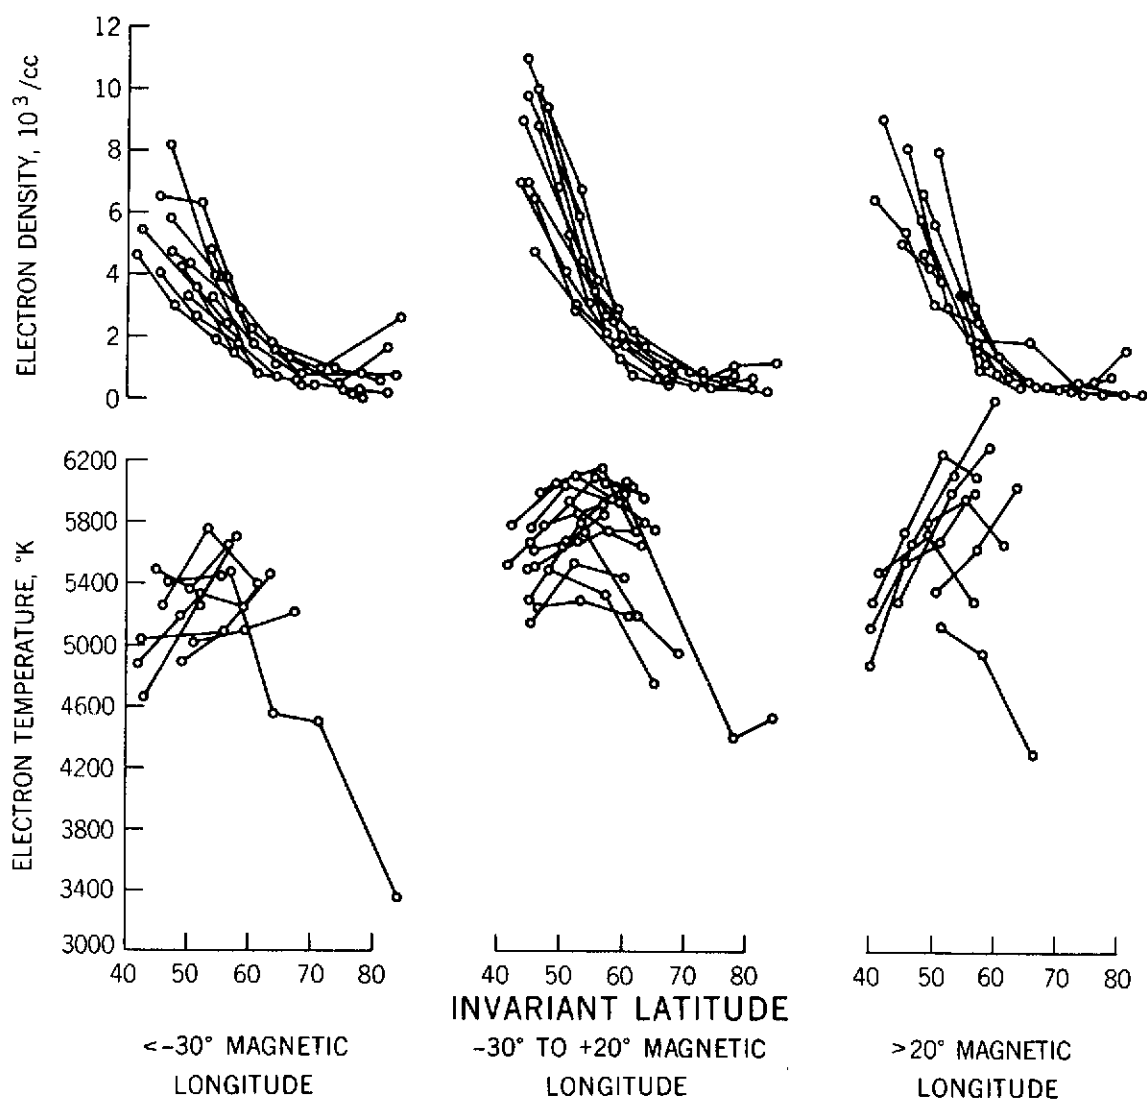 ELECTRON DENSITY, 10³/cc
12
10
8
6
4
2
0
ELECTRON TEMPERATURE, °K
6200
5800
5400
5000
4600
4200
3800
3400
3000
40 50 60 70 80
40 50 60 70 80
40 50 60 70 80
INVARIANT LATITUDE
<-30° MAGNETIC
LONGITUDE
-30° TO +20° MAGNETIC
LONGITUDE
>20° MAGNETIC
LONGITUDE